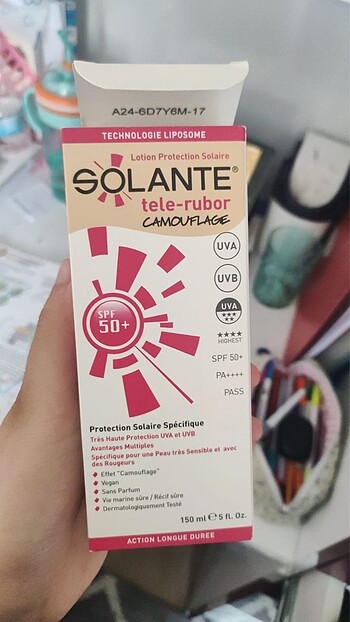 A24-6D7Y6M-17
TECHNOLOGIE LIPOSOME
Lotion Protection Solaire
SOLANTE®
tele-rubor
CAMOUFLAGE
UVA
UVB
UVA
★★★
★★
★★★★
HIGHEST
SPF
50+
SPF 50+
PA++++
PASS
Protection Solaire Spécifique
Très Haute Protection UVA et UVB
Avantages Multiples
Spécifique pour une Peau très Sensible et avec
des Rougeurs
Effet "Camouflage"
Vegan
Sans Parfum
Vie marine sûre / Récif sûre
Dermatologiquement Testé
150 ml ℮ 5 fl. Oz.
ACTION LONGUE DUREE